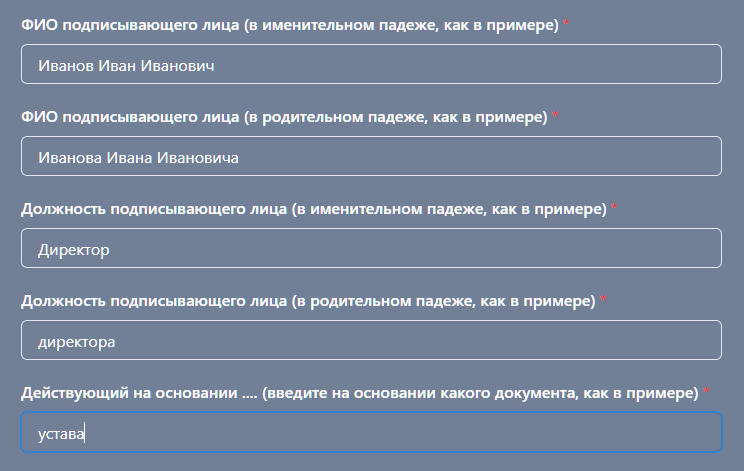 ФИО подписывающего лица (в именительном падеже, как в примере) *
Иванов Иван Иванович
ФИО подписывающего лица (в родительном падеже, как в примере) *
Иванова Ивана Ивановича
Должность подписывающего лица (в именительном падеже, как в примере) *
Директор
Должность подписывающего лица (в родительном падеже, как в примере) *
директора
Действующий на основании .... (введите на основании какого документа, как в примере) *
устава